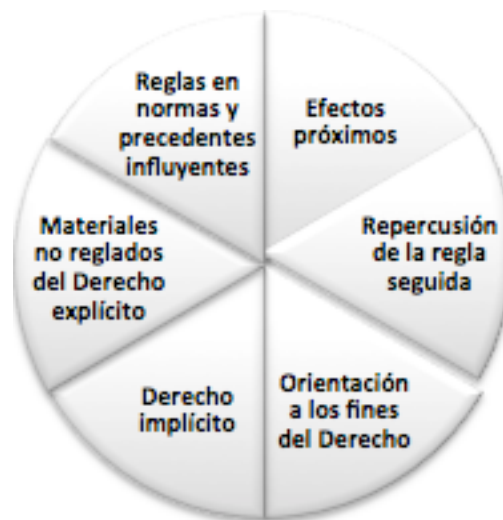 Reglas en
normas y
precedentes
influyentes
Efectos
próximos
Repercusión
de la regla
seguida
Orientación
a los fines
del Derecho
Derecho
implícito
Materiales
no reglados
del Derecho
explícito